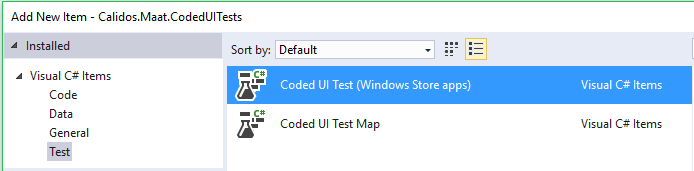 Add New Item - Calidos.Maat.CodedUITests
Installed
Sort by: Default
Visual C# Items
Code
Data
General
Test
C# Coded UI Test (Windows Store apps) Visual C# Items
C# Coded UI Test Map Visual C# Items